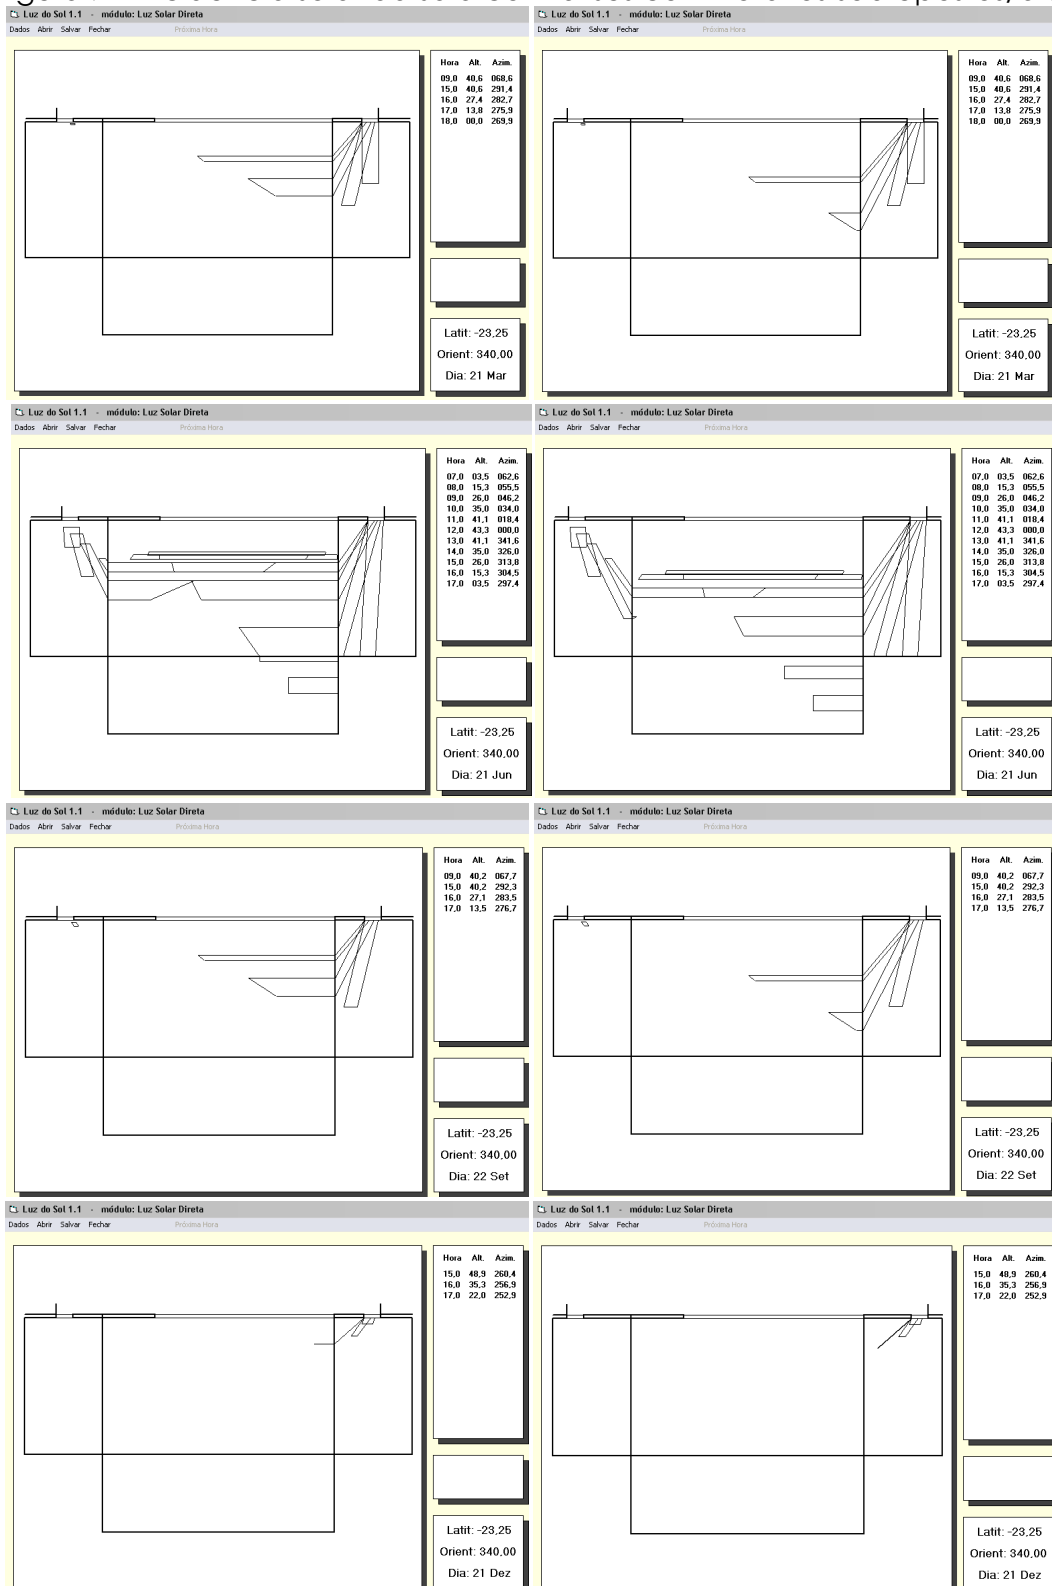 Dados Abrir Salvar Fechar Próxima Hora
Hora Alt. Azim.
09,0 40,6 068,6
15,0 40,6 291,4
16,0 27,4 282,7
17,0 13,8 275,9
18,0 00,0 269,9
Latit: -23,25
Orient: 340,00
Dia: 21 Mar
Luz do Sol 1.1 - módulo: Luz Solar Direta
Dados Abrir Salvar Fechar Próxima Hora
Hora Alt. Azim.
09,0 40,6 068,6
15,0 40,6 291,4
16,0 27,4 282,7
17,0 13,8 275,9
18,0 00,0 269,9
Latit: -23,25
Orient: 340,00
Dia: 21 Mar
Luz do Sol 1.1 - módulo: Luz Solar Direta
Dados Abrir Salvar Fechar Próxima Hora
Hora Alt. Azim.
07,0 03,5 062,6
08,0 15,3 055,5
09,0 26,0 046,2
10,0 35,0 034,0
11,0 41,1 018,4
12,0 43,3 000,0
13,0 41,1 341,6
14,0 35,0 326,0
15,0 26,0 313,8
16,0 15,3 304,5
17,0 03,5 297,4
Latit: -23,25
Orient: 340,00
Dia: 21 Jun
Luz do Sol 1.1 - módulo: Luz Solar Direta
Dados Abrir Salvar Fechar Próxima Hora
Hora Alt. Azim.
07,0 03,5 062,6
08,0 15,3 055,5
09,0 26,0 046,2
10,0 35,0 034,0
11,0 41,1 018,4
12,0 43,3 000,0
13,0 41,1 341,6
14,0 35,0 326,0
15,0 26,0 313,8
16,0 15,3 304,5
17,0 03,5 297,4
Latit: -23,25
Orient: 340,00
Dia: 21 Jun
Luz do Sol 1.1 - módulo: Luz Solar Direta
Dados Abrir Salvar Fechar Próxima Hora
Hora Alt. Azim.
09,0 40,2 067,7
15,0 40,2 292,3
16,0 27,1 283,5
17,0 13,5 276,7
Latit: -23,25
Orient: 340,00
Dia: 22 Set
Luz do Sol 1.1 - módulo: Luz Solar Direta
Dados Abrir Salvar Fechar Próxima Hora
Hora Alt. Azim.
09,0 40,2 067,7
15,0 40,2 292,3
16,0 27,1 283,5
17,0 13,5 276,7
Latit: -23,25
Orient: 340,00
Dia: 22 Set
Luz do Sol 1.1 - módulo: Luz Solar Direta
Dados Abrir Salvar Fechar Próxima Hora
Hora Alt. Azim.
15,0 48,9 260,4
16,0 35,3 256,9
17,0 22,0 252,9
Latit: -23,25
Orient: 340,00
Dia: 21 Dez
Luz do Sol 1.1 - módulo: Luz Solar Direta
Dados Abrir Salvar Fechar Próxima Hora
Hora Alt. Azim.
15,0 48,9 260,4
16,0 35,3 256,9
17,0 22,0 252,9
Latit: -23,25
Orient: 340,00
Dia: 21 Dez